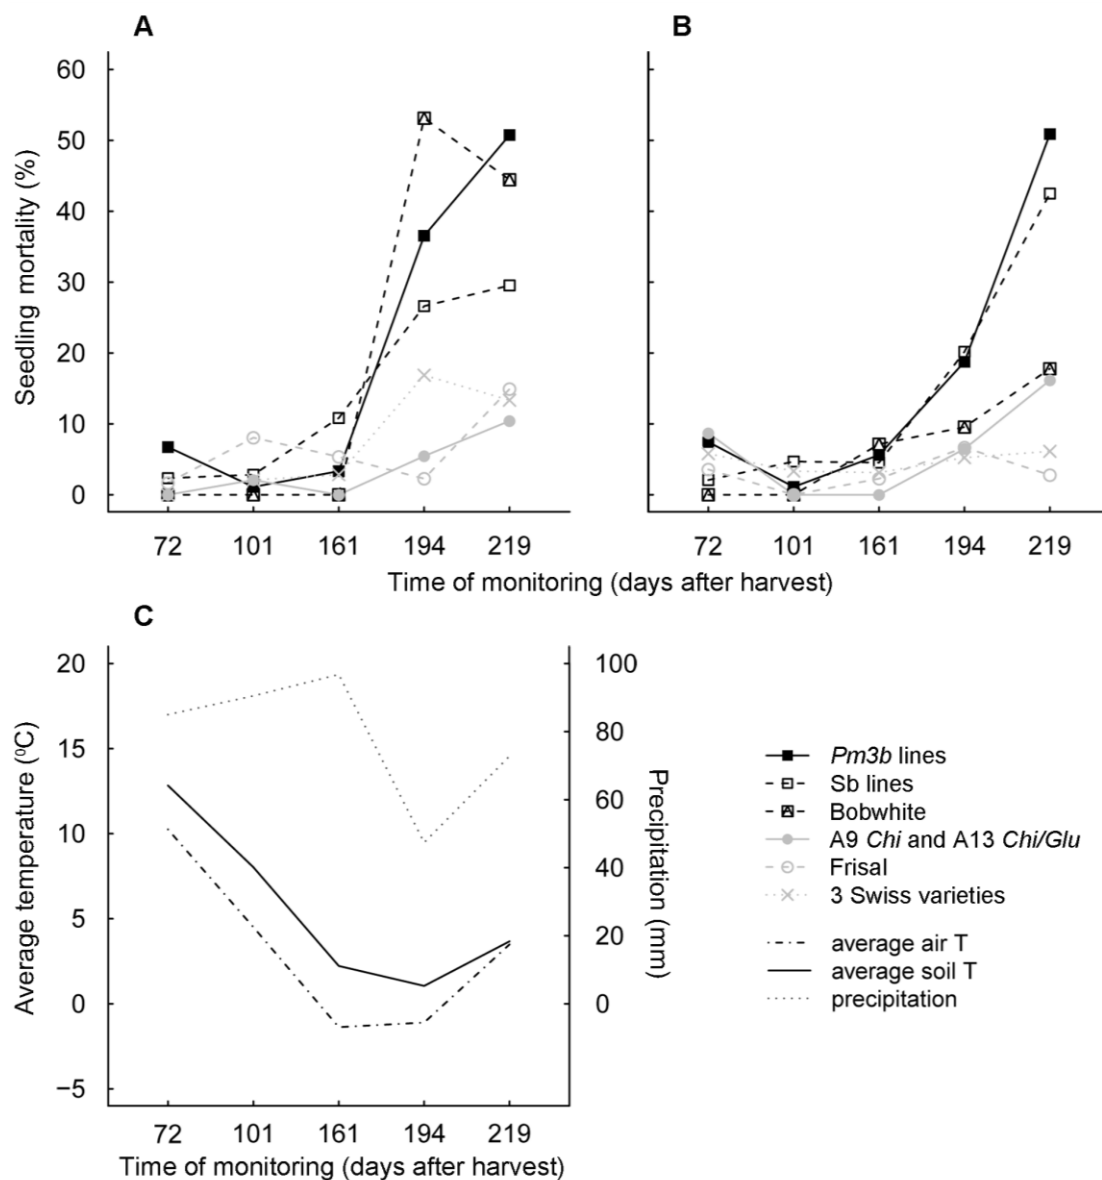 A
B
Seedling mortality (%)
60
50
40
30
20
10
0
72 101 161 194 219
72 101 161 194 219
Time of monitoring (days after harvest)
C
Average temperature (⁰C)
20
15
10
5
0
−5
100
80
60
40
20
0
Precipitation (mm)
72 101 161 194 219
Time of monitoring (days after harvest)
Pm3b lines
Sb lines
Bobwhite
A9 Chi and A13 Chi/Glu
Frisal
3 Swiss varieties
average air T
average soil T
precipitation